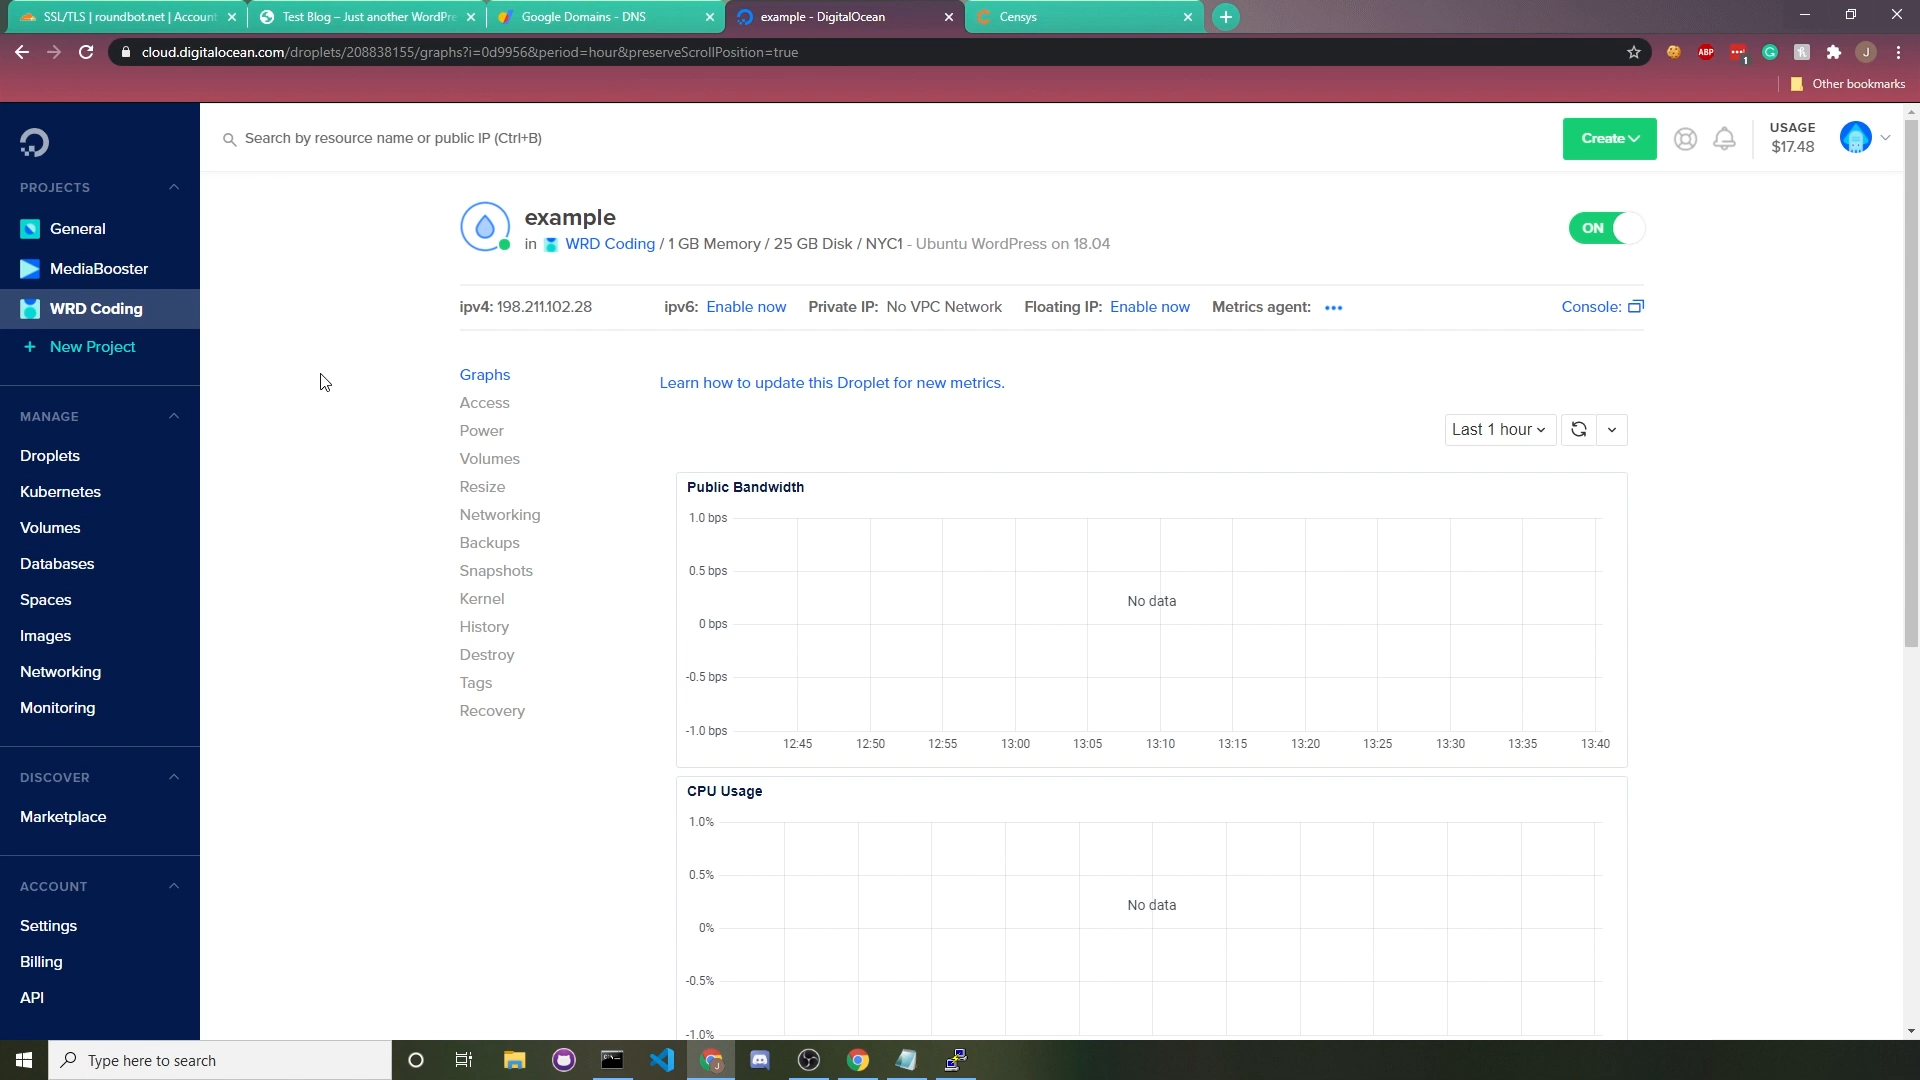 SSL/TLS | roundbot.net | Account
Test Blog – Just another WordPre
Google Domains - DNS
example - DigitalOcean
Censys
cloud.digitalocean.com/droplets/208838155/graphs?i=0d9956&period=hour&preserveScrollPosition=true
ABP
1
J
Other bookmarks
Search by resource name or public IP (Ctrl+B)
Create
USAGE
$17.48
PROJECTS
General
MediaBooster
WRD Coding
+ New Project
MANAGE
Droplets
Kubernetes
Volumes
Databases
Spaces
Images
Networking
Monitoring
DISCOVER
Marketplace
ACCOUNT
Settings
Billing
API
example
in WRD Coding / 1 GB Memory / 25 GB Disk / NYC1 - Ubuntu WordPress on 18.04
ON
ipv4: 198.211.102.28 ipv6: Enable now Private IP: No VPC Network Floating IP: Enable now Metrics agent: ••• Console:
Graphs
Access
Power
Volumes
Resize
Networking
Backups
Snapshots
Kernel
History
Destroy
Tags
Recovery
Learn how to update this Droplet for new metrics.
Last 1 hour
Public Bandwidth
1.0 bps
0.5 bps
No data
0 bps
-0.5 bps
-1.0 bps
12:45 12:50 12:55 13:00 13:05 13:10 13:15 13:20 13:25 13:30 13:35 13:40
CPU Usage
1.0%
0.5%
No data
0%
-0.5%
-1.0%
Type here to search